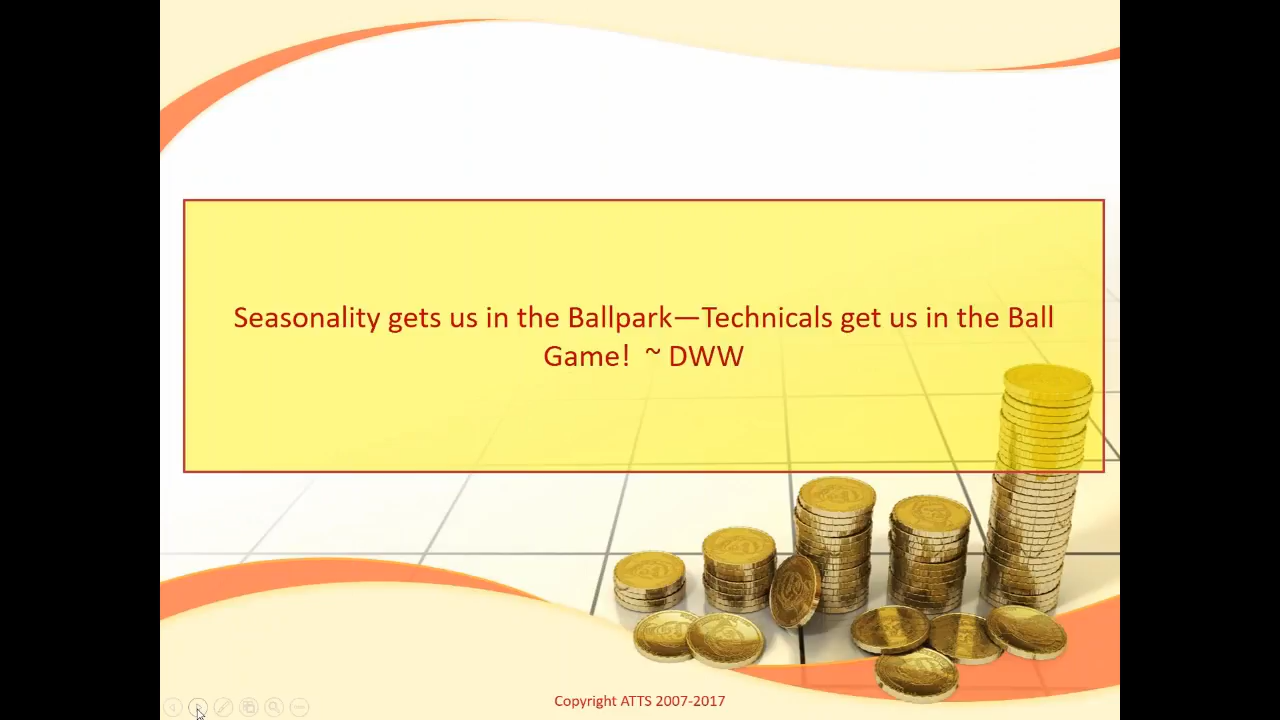 Seasonality gets us in the Ballpark—Technicals get us in the Ball
Game!  ~ DWW
Copyright ATTS 2007-2017